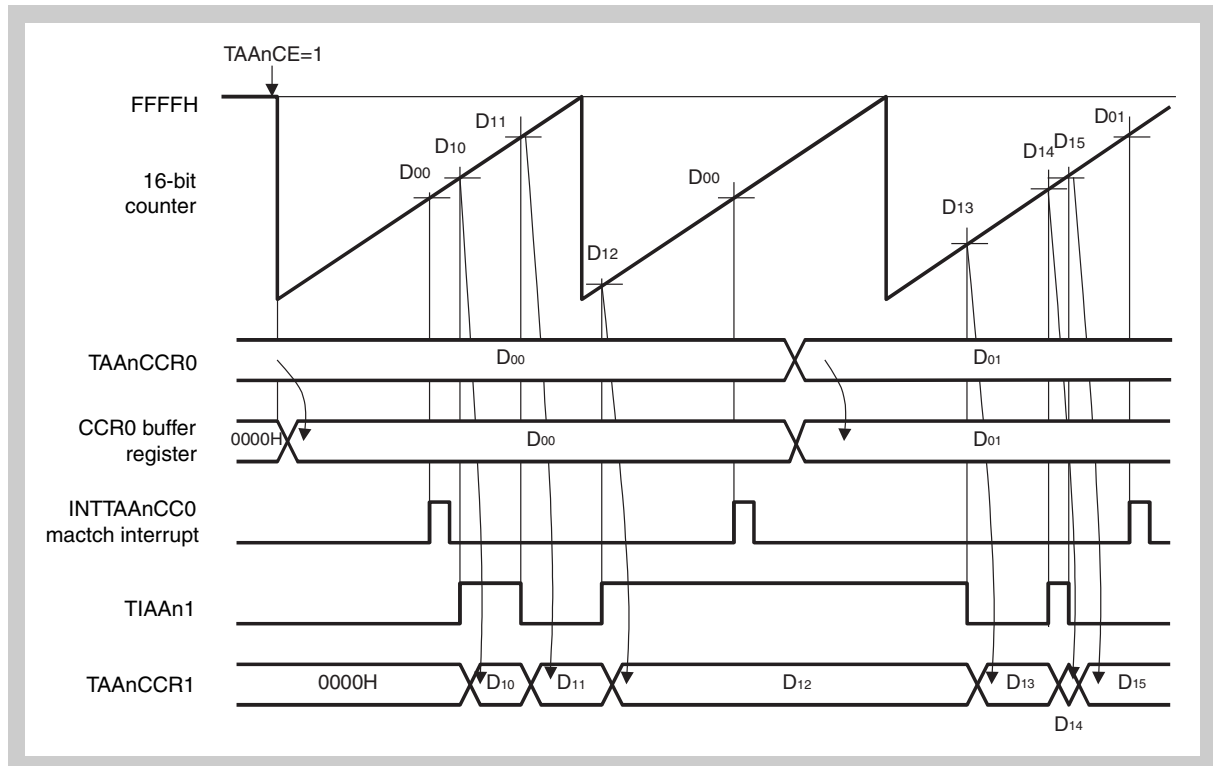 TAAnCE=1
FFFFH
16-bit
counter
D00
D10
D11
D12
D00
D13
D14
D15
D01
TAAnCCR0
D00
D01
CCR0 buffer
register
0000H
D00
D01
INTTAAnCC0
mactch interrupt
TIAAn1
TAAnCCR1
0000H
D10
D11
D12
D13
D14
D15